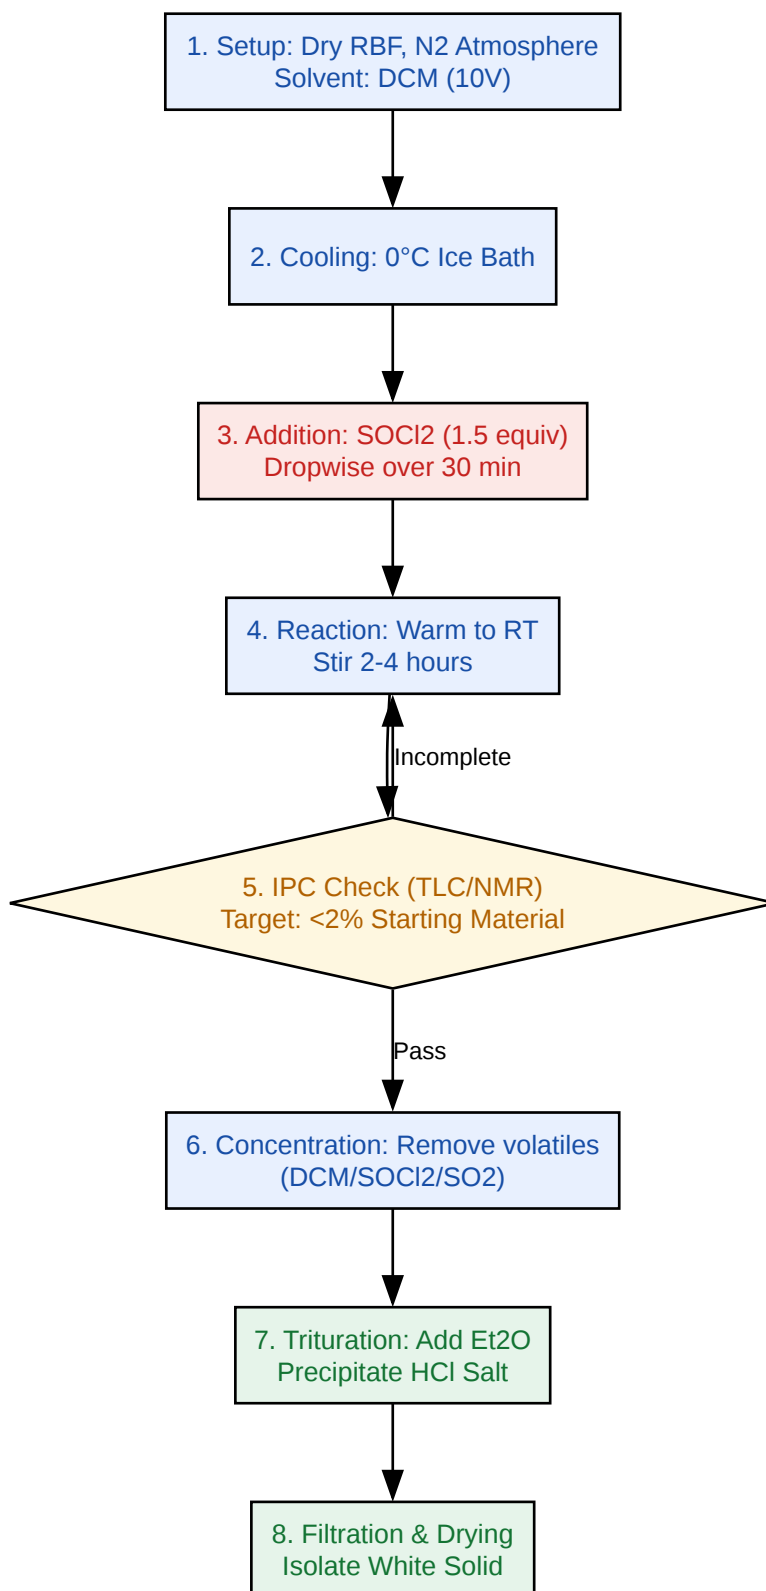 1. Setup: Dry RBF, N2 Atmosphere
Solvent: DCM (10V)
2. Cooling: 0°C Ice Bath
3. Addition: SOCl2 (1.5 equiv)
Dropwise over 30 min
4. Reaction: Warm to RT
Stir 2-4 hours
Incomplete
5. IPC Check (TLC/NMR)
Target: <2% Starting Material
Pass
6. Concentration: Remove volatiles
(DCM/SOCl2/SO2)
7. Trituration: Add Et2O
Precipitate HCl Salt
8. Filtration & Drying
Isolate White Solid